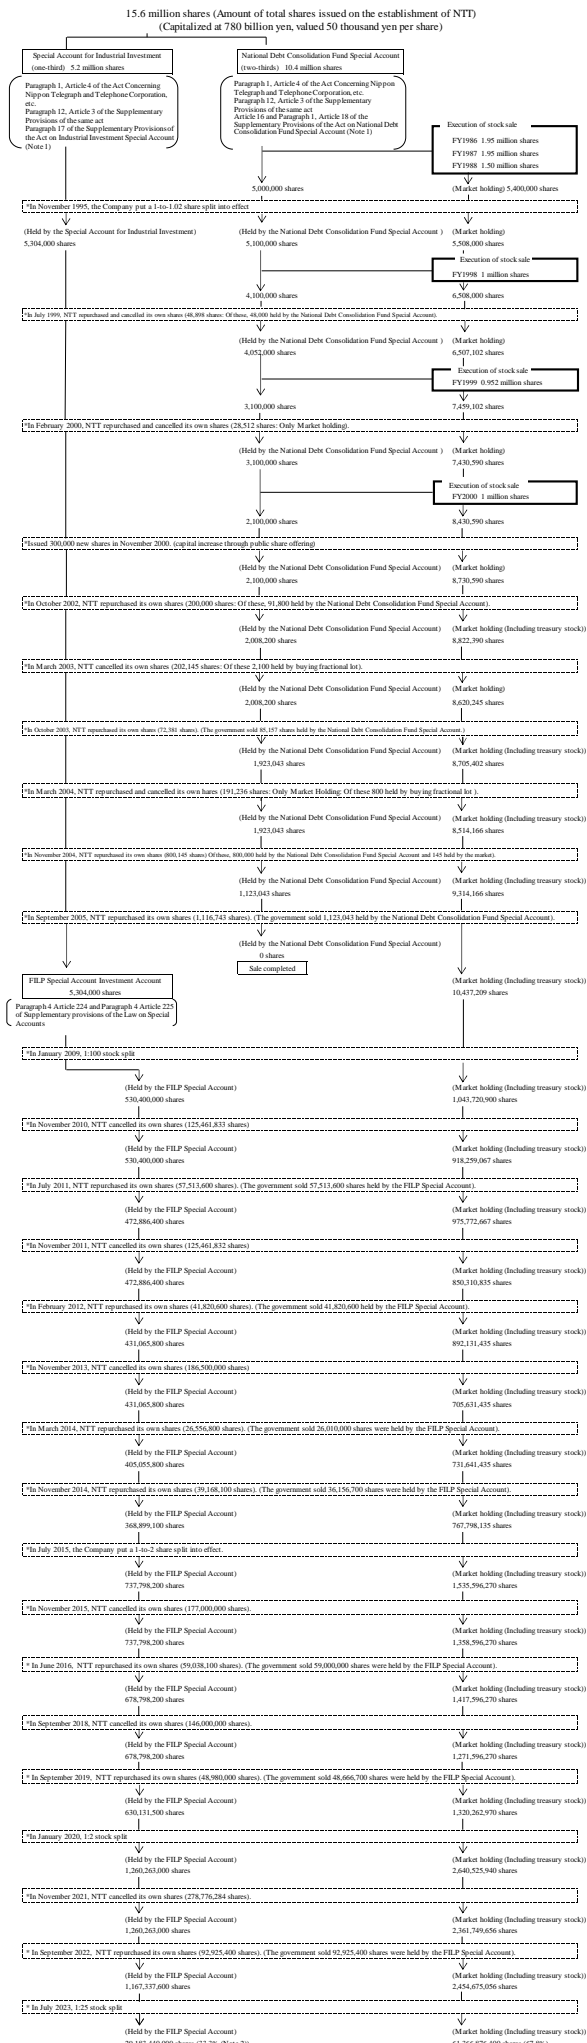 15.6 million shares (Amount of total shares issued on the establishment of NTT)
(Capitalized at 780 billion yen, valued 50 thousand yen per share)
Special Account for Industrial Investment
(one-third) 5.2 million shares
National Debt Consolidation Fund Special Account
(two-thirds) 10.4 million shares
Paragraph 1, Article 4 of the Act Concerning
Nippon Telegraph and Telephone Corporation,
etc.
Paragraph 12, Article 3 of the Supplementary
Provisions of the same act
Paragraph 17 of the Supplementary Provisions of
the Act on Industrial Investment Special Account
(Note 1)
Paragraph 1, Article 4 of the Act Concerning Nippon
Telegraph and Telephone Corporation, etc.
Paragraph 12, Article 3 of the Supplementary
Provisions of the same act
Article 16 and Paragraph 1, Article 18 of the
Supplementary Provisions of the Act on National Debt
Consolidation Fund Special Account (Note 1)
Execution of stock sale
FY1986 1.95 million shares
FY1987 1.95 million shares
FY1988 1.50 million shares
5,000,000 shares
(Market holding) 5,400,000 shares
*In November 1995, the Company put a 1-to-1.02 share split into effect
(Held by the Special Account for Industrial Investment)
5,304,000 shares
(Held by the National Debt Consolidation Fund Special Account )
5,100,000 shares
(Market holding)
5,508,000 shares
Execution of stock sale
FY1998 1 million shares
4,100,000 shares
6,508,000 shares
*In July 1999, NTT repurchased and cancelled its own shares (48,898 shares: Of these, 48,000 held by the National Debt Consolidation Fund Special Account).
(Held by the National Debt Consolidation Fund Special Account )
4,052,000 shares
(Market holding)
6,507,102 shares
Execution of stock sale
FY1999 0.952 million shares
3,100,000 shares
7,459,102 shares
*In February 2000, NTT repurchased and cancelled its own shares (28,512 shares: Only Market holding).
(Held by the National Debt Consolidation Fund Special Account )
3,100,000 shares
(Market holding)
7,430,590 shares
Execution of stock sale
FY2000 1 million shares
2,100,000 shares
8,430,590 shares
*Issued 300,000 new shares in November 2000. (capital increase through public share offering)
(Held by the National Debt Consolidation Fund Special Account)
2,100,000 shares
(Market holding)
8,730,590 shares
*In October 2002, NTT repurchased its own shares (200,000 shares: Of these, 91,800 held by the National Debt Consolidation Fund Special Account).
(Held by the National Debt Consolidation Fund Special Account)
2,008,200 shares
(Market holding (Including treasury stock))
8,822,390 shares
*In March 2003, NTT cancelled its own shares (202,145 shares: Of these 2,100 held by buying fractional lot).
(Held by the National Debt Consolidation Fund Special Account)
2,008,200 shares
(Market holding)
8,620,245 shares
*In October 2003, NTT repurchased its own shares (72,381 shares). (The government sold 85,157 shares held by the National Debt Consolidation Fund Special Account.)
(Held by the National Debt Consolidation Fund Special Account)
1,923,043 shares
(Market holding (Including treasury stock))
8,705,402 shares
*In March 2004, NTT repurchased and cancelled its own hares (191,236 shares: Only Market Holding: Of these 800 held by buying fractional lot ).
(Held by the National Debt Consolidation Fund Special Account)
1,923,043 shares
(Market holding (Including treasury stock))
8,514,166 shares
*In November 2004, NTT repurchased its own shares (800,145 shares) Of these, 800,000 held by the National Debt Consolidation Fund Special Account and 145 held by the market).
(Held by the National Debt Consolidation Fund Special Account)
1,123,043 shares
(Market holding (Including treasury stock))
9,314,166 shares
*In September 2005, NTT repurchased its own shares (1,116,743 shares). (The government sold 1,123,043 held by the National Debt Consolidation Fund Special Account).
(Held by the National Debt Consolidation Fund Special Account)
0 shares
Sale completed
FILP Special Account Investment Account
5,304,000 shares
(Market holding (Including treasury stock))
10,437,209 shares
Paragraph 4 Article 224 and Paragraph 4 Article 225
of Supplementary provisions of the Law on Special
Accounts
*In January 2009, 1:100 stock split
(Held by the FILP Special Account)
530,400,000 shares
(Market holding (Including treasury stock))
1,043,720,900 shares
*In November 2010, NTT cancelled its own shares (125,461,833 shares)
(Held by the FILP Special Account)
530,400,000 shares
(Market holding (Including treasury stock))
918,259,067 shares
*In July 2011, NTT repurchased its own shares (57,513,600 shares). (The government sold 57,513,600 shares held by the FILP Special Account).
(Held by the FILP Special Account)
472,886,400 shares
(Market holding (Including treasury stock))
975,772,667 shares
*In November 2011, NTT cancelled its own shares (125,461,832 shares)
(Held by the FILP Special Account)
472,886,400 shares
(Market holding (Including treasury stock))
850,310,835 shares
*In February 2012, NTT repurchased its own shares (41,820,600 shares). (The government sold 41,820,600 held by the FILP Special Account).
(Held by the FILP Special Account)
431,065,800 shares
(Market holding (Including treasury stock))
892,131,435 shares
*In November 2013, NTT cancelled its own shares (186,500,000 shares)
(Held by the FILP Special Account)
431,065,800 shares
(Market holding (Including treasury stock))
705,631,435 shares
*In March 2014, NTT repurchased its own shares (26,556,800 shares). (The government sold 26,010,000 shares were held by the FILP Special Account).
(Held by the FILP Special Account)
405,055,800 shares
(Market holding (Including treasury stock))
731,641,435 shares
*In November 2014, NTT repurchased its own shares (39,168,100 shares). (The government sold 36,156,700 shares were held by the FILP Special Account).
(Held by the FILP Special Account)
368,899,100 shares
(Market holding (Including treasury stock))
767,798,135 shares
*In July 2015, the Company put a 1-to-2 share split into effect.
(Held by the FILP Special Account)
737,798,200 shares
(Market holding (Including treasury stock))
1,535,596,270 shares
*In November 2015, NTT cancelled its own shares (177,000,000 shares).
(Held by the FILP Special Account)
737,798,200 shares
(Market holding (Including treasury stock))
1,358,596,270 shares
* In June 2016, NTT repurchased its own shares (59,038,100 shares). (The government sold 59,000,000 shares were held by the FILP Special Account).
(Held by the FILP Special Account)
678,798,200 shares
(Market holding (Including treasury stock))
1,417,596,270 shares
*In September 2018, NTT cancelled its own shares (146,000,000 shares).
(Held by the FILP Special Account)
678,798,200 shares
(Market holding (Including treasury stock))
1,271,596,270 shares
* In September 2019, NTT repurchased its own shares (48,980,000 shares). (The government sold 48,666,700 shares were held by the FILP Special Account).
(Held by the FILP Special Account)
630,131,500 shares
(Market holding (Including treasury stock))
1,320,262,970 shares
*In January 2020, 1:2 stock split
(Held by the FILP Special Account)
1,260,263,000 shares
(Market holding (Including treasury stock))
2,640,525,940 shares
*In November 2021, NTT cancelled its own shares (278,776,284 shares).
(Held by the FILP Special Account)
1,260,263,000 shares
(Market holding (Including treasury stock))
2,361,749,656 shares
* In September 2022, NTT repurchased its own shares (92,925,400 shares). (The government sold 92,925,400 shares were held by the FILP Special Account).
(Held by the FILP Special Account)
1,167,337,600 shares
(Market holding (Including treasury stock))
2,454,675,056 shares
* In July 2023, 1:25 stock split
(Held by the FILP Special Account)
(Market holding (Including treasury stock))